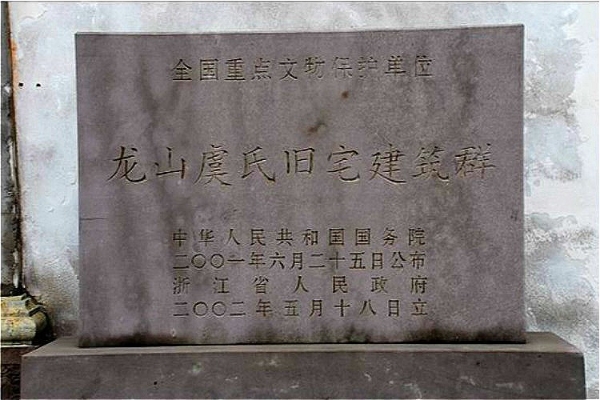 全国重点文物保护单位
龙山虞氏旧宅建筑群
中华人民共和国国务院
二〇〇一年六月二十五日公布
浙江省人民政府
二〇〇二年五月十八日立